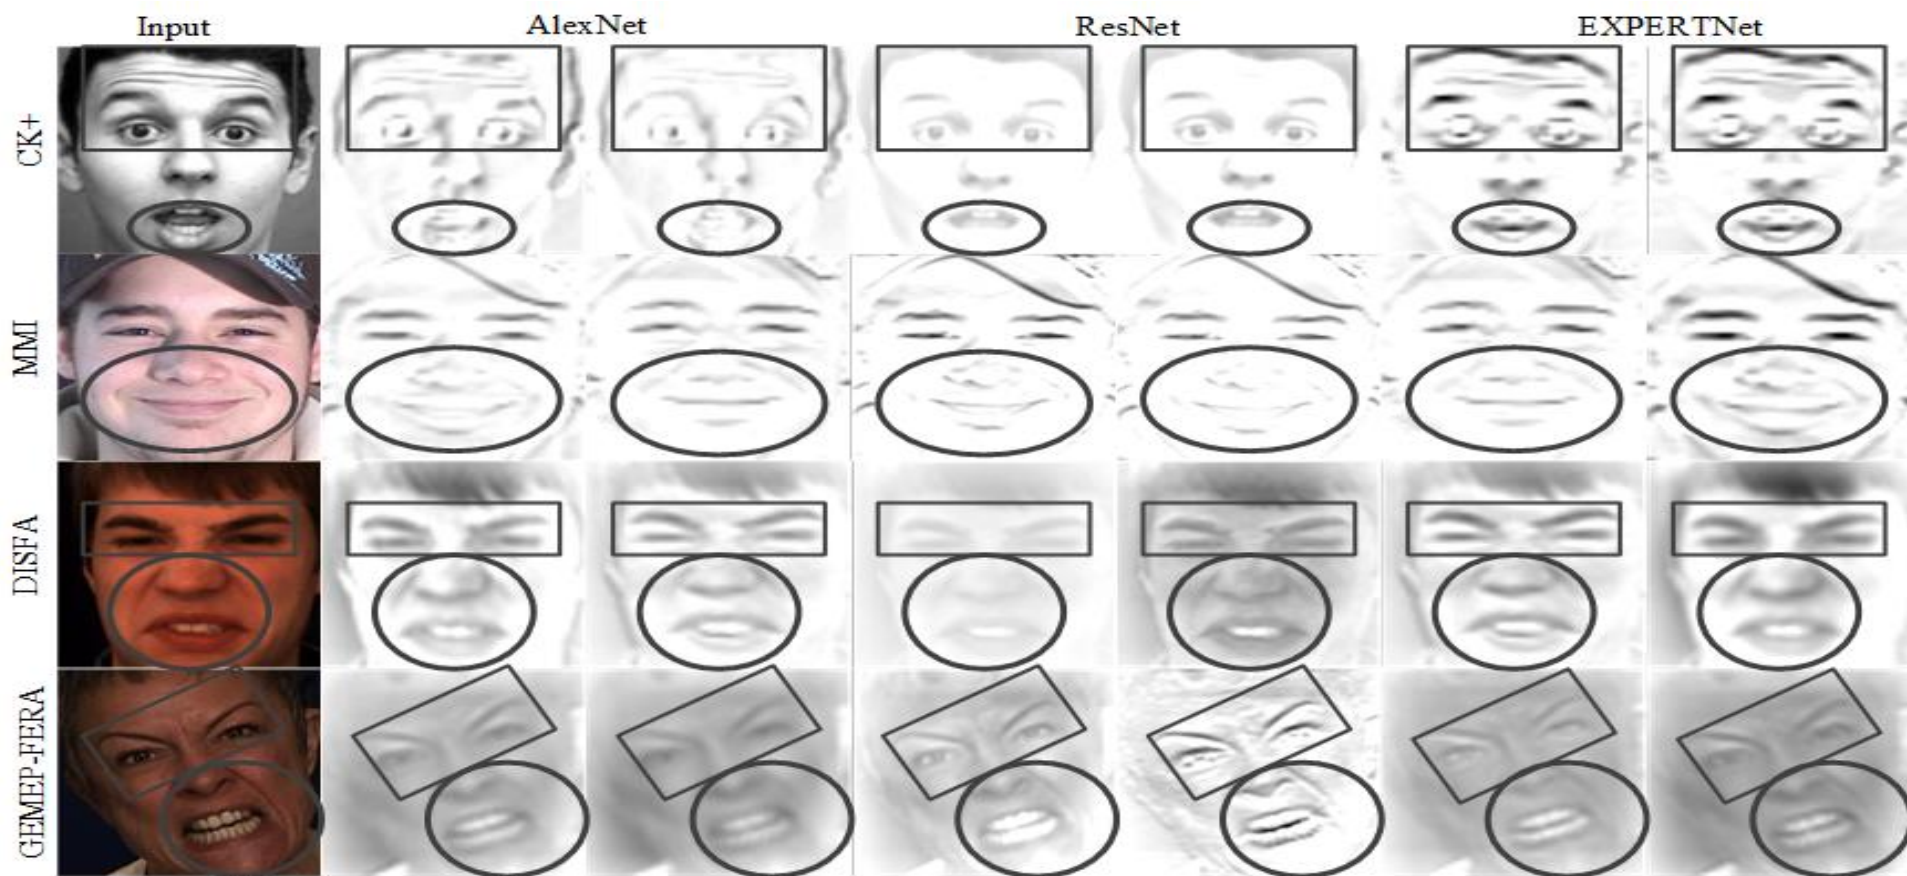 Input AlexNet ResNet EXPERTNet
CK+
MMI
DISFA
GEMEP-FERA